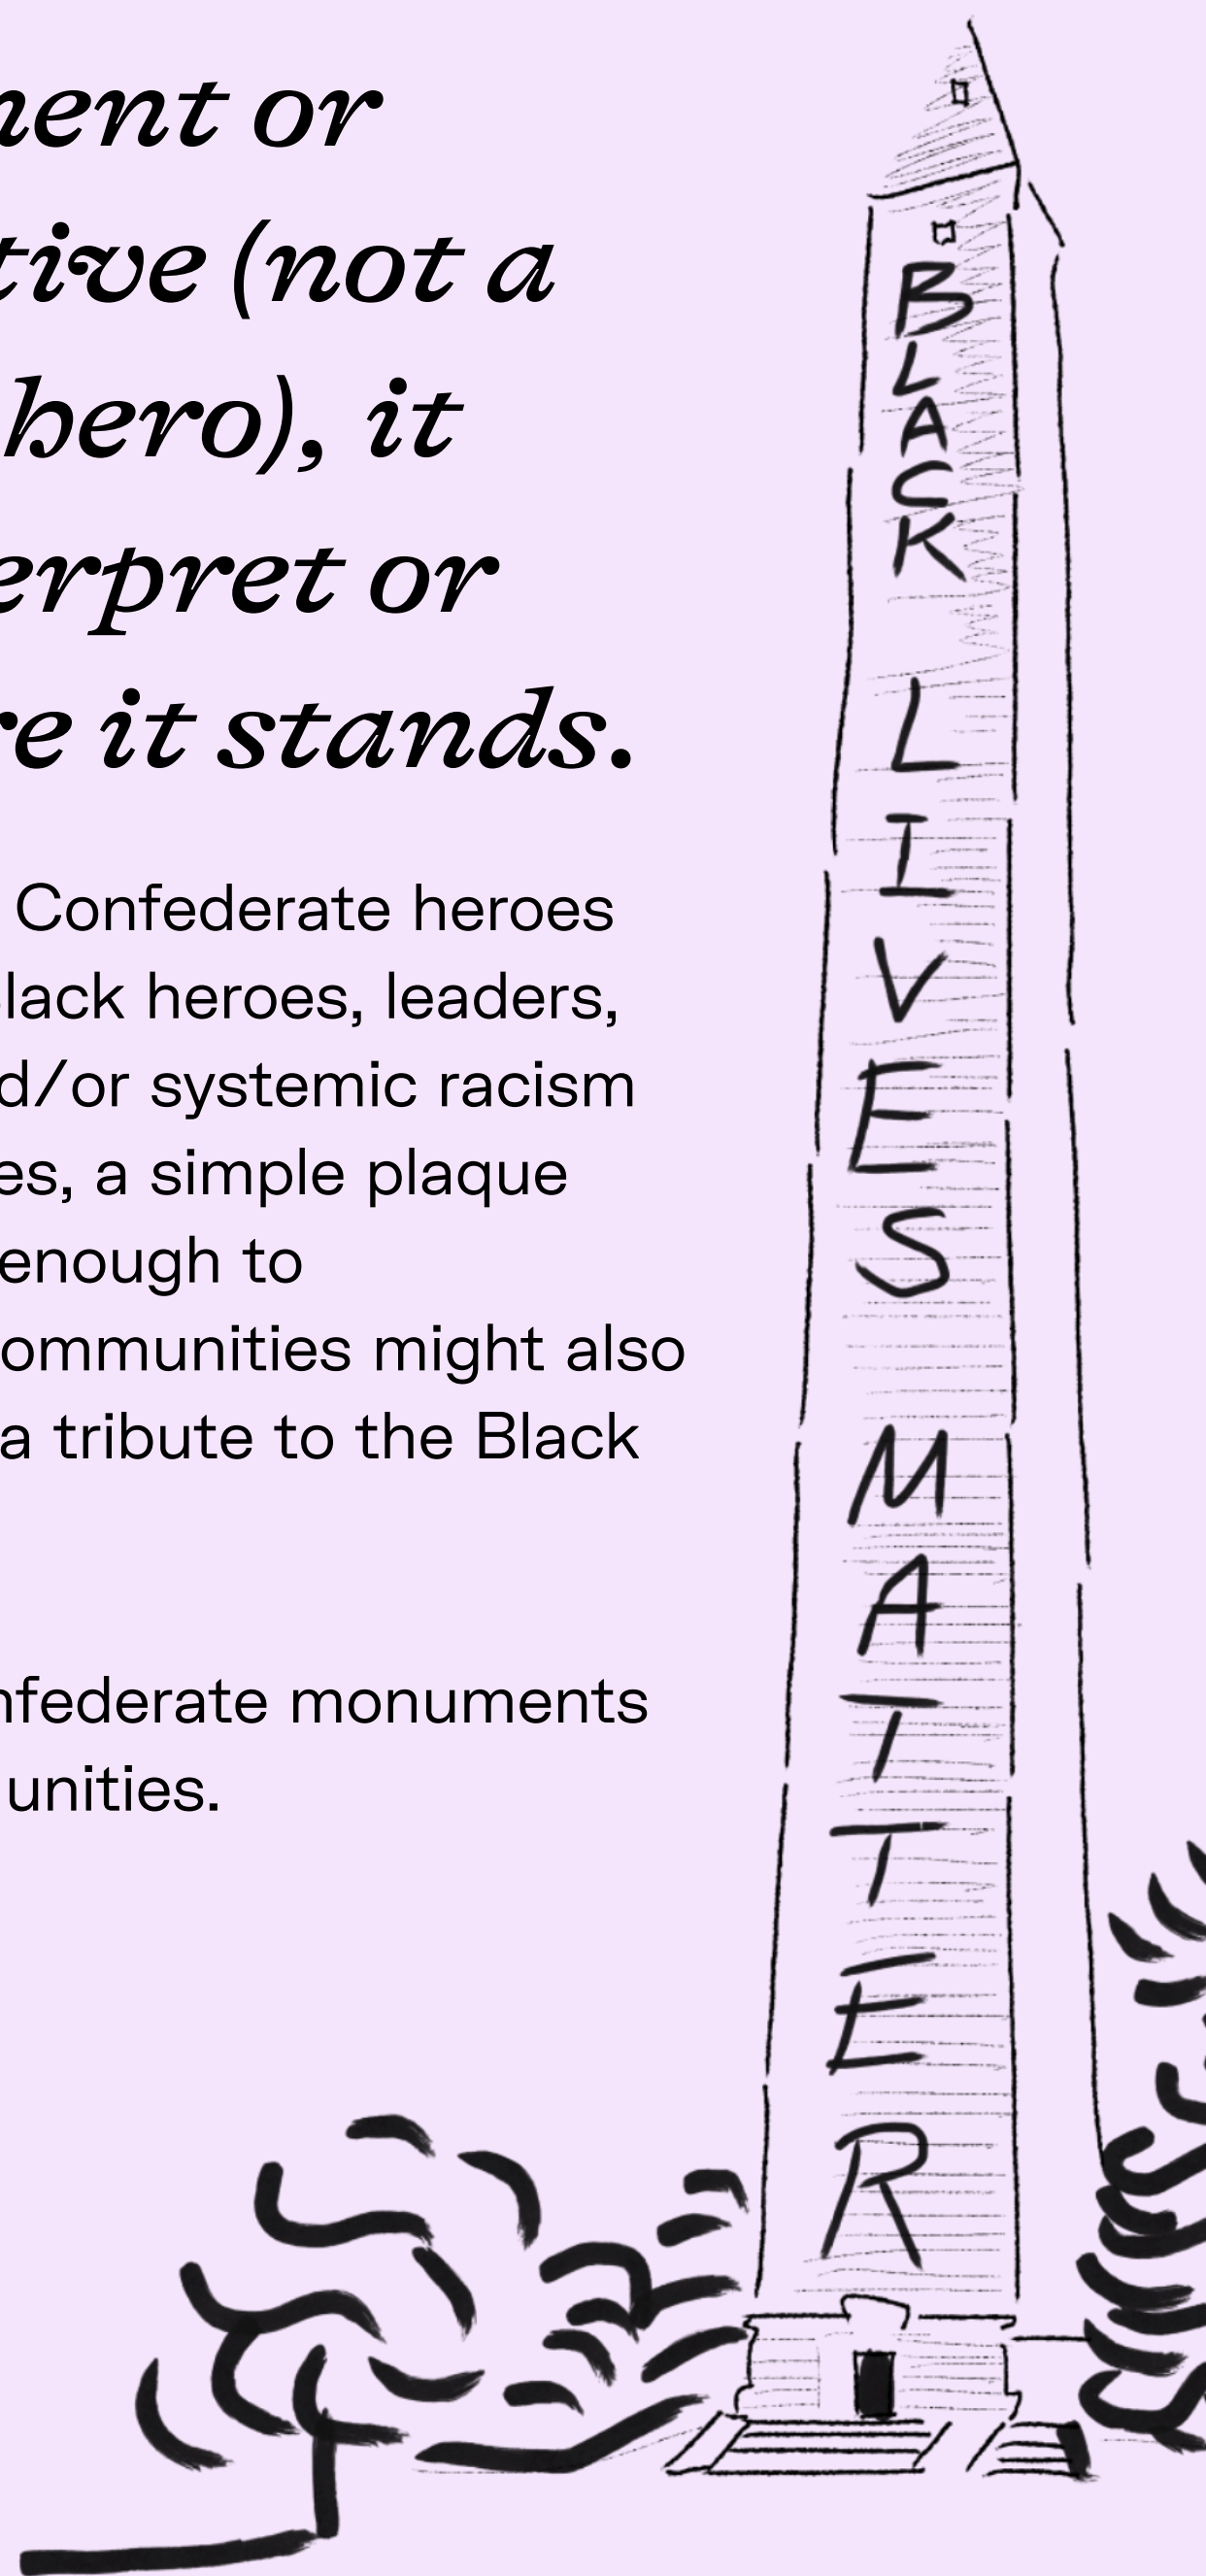 nent or
tive (not a
hero), it
erpret or
re it stands.
Confederate heroes
lack heroes, leaders,
d/or systemic racism
es, a simple plaque
enough to
ommunities might also
a tribute to the Black
nfederate monuments
unities.
BLACK
LIVES
MATTER